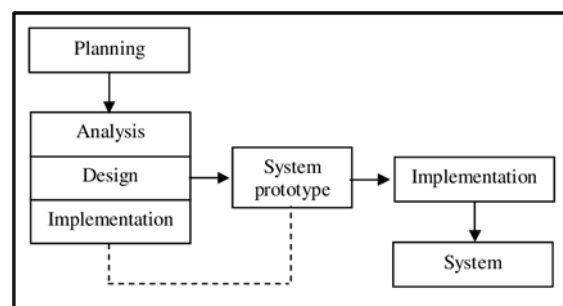 Planning
Analysis
Design
Implementation
System
prototype
Implementation
System